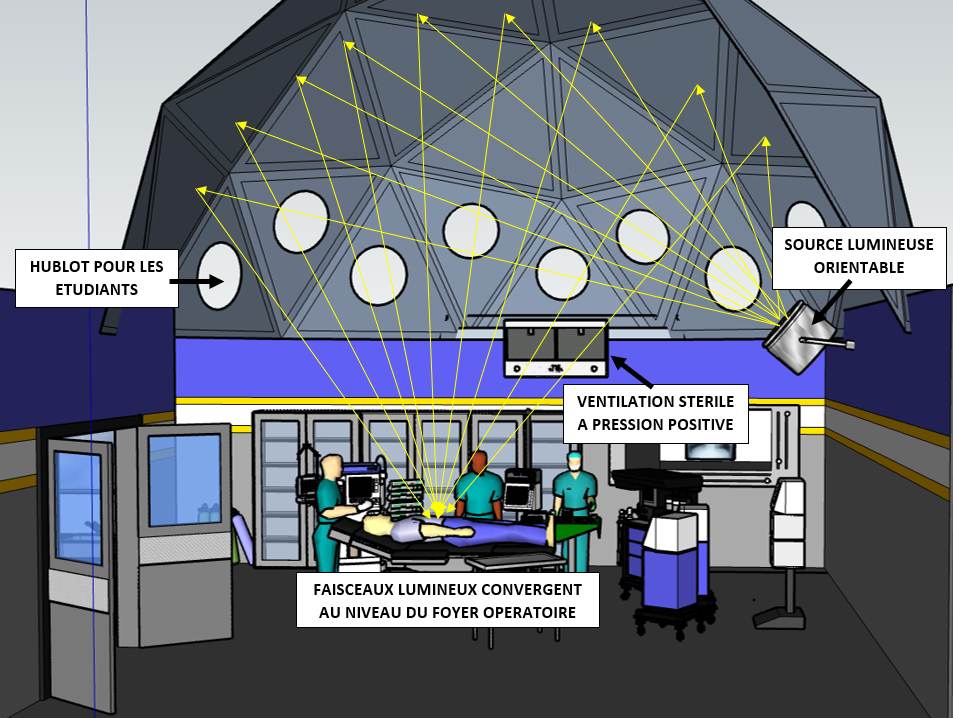 HUBLOT POUR LES
ETUDIANTS
SOURCE LUMINEUSE
ORIENTABLE
VENTILATION STERILE
A PRESSION POSITIVE
FAISCEAUX LUMINEUX CONVERGENT
AU NIVEAU DU FOYER OPERATOIRE